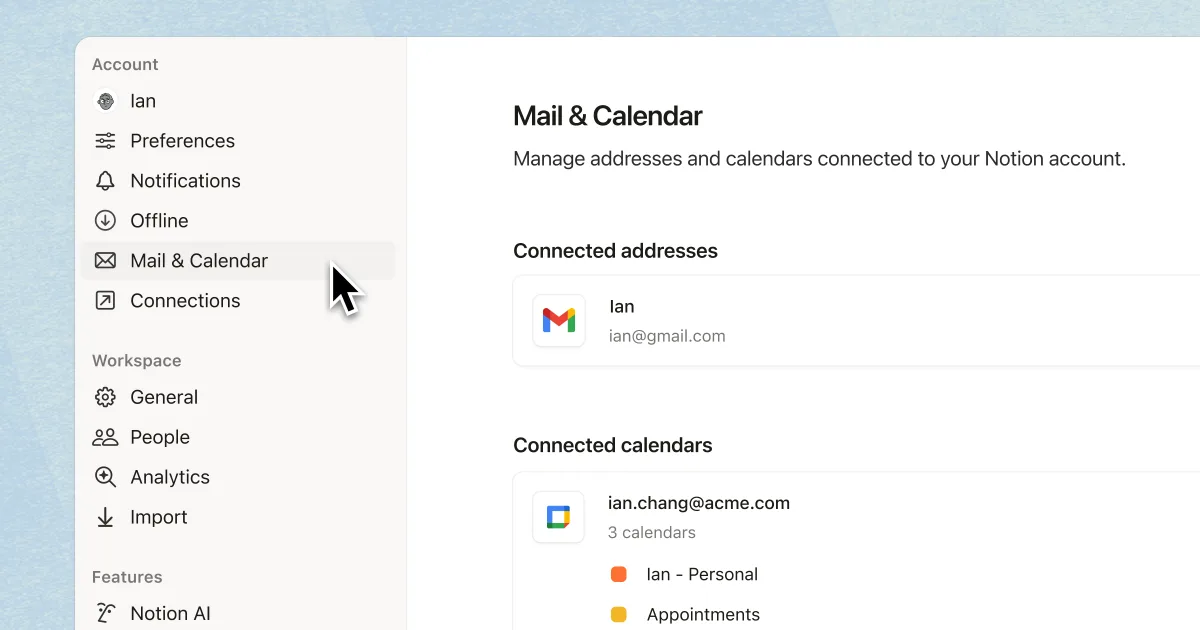 Account
Ian
Preferences
Notifications
Offline
Mail & Calendar
Connections
Workspace
General
People
Analytics
Import
Features
Notion AI
Mail & Calendar
Manage addresses and calendars connected to your Notion account.
Connected addresses
Ian
ian@gmail.com
Connected calendars
ian.chang@acme.com
3 calendars
Ian - Personal
Appointments